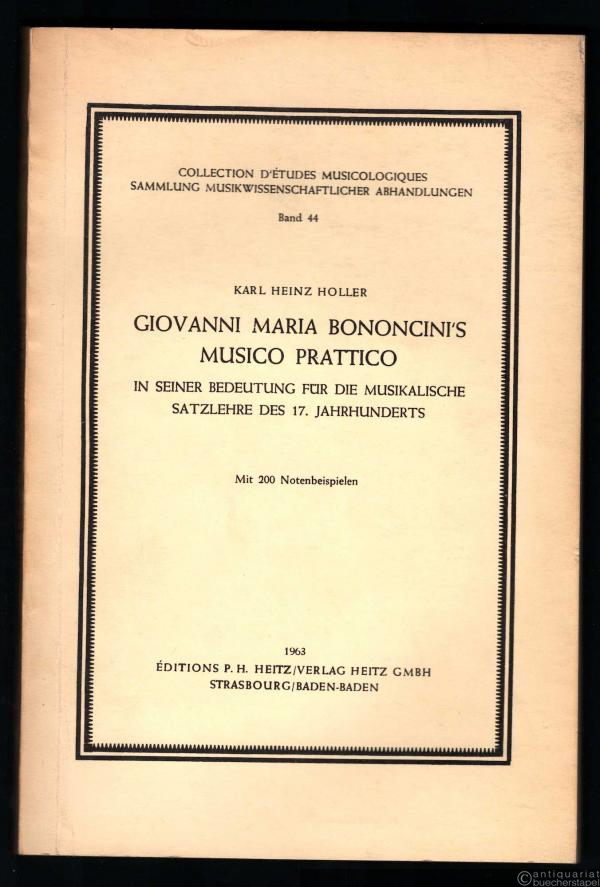 COLLECTION D'ÉTUDES MUSICOLOGIQUES
SAMMLUNG MUSIKWISSENSCHAFTLICHER ABHANDLUNGEN
Band 44
KARL HEINZ HOLLER
GIOVANNI MARIA BONONCINI'S
MUSICO PRATTICO
IN SEINER BEDEUTUNG FÜR DIE MUSIKALISCHE
SATZLEHRE DES 17. JAHRHUNDERTS
Mit 200 Notenbeispielen
1963
ÉDITIONS P. H. HEITZ/VERLAG HEITZ GMBH
STRASBOURG/BADEN-BADEN
©antiquariat
buecherstapel